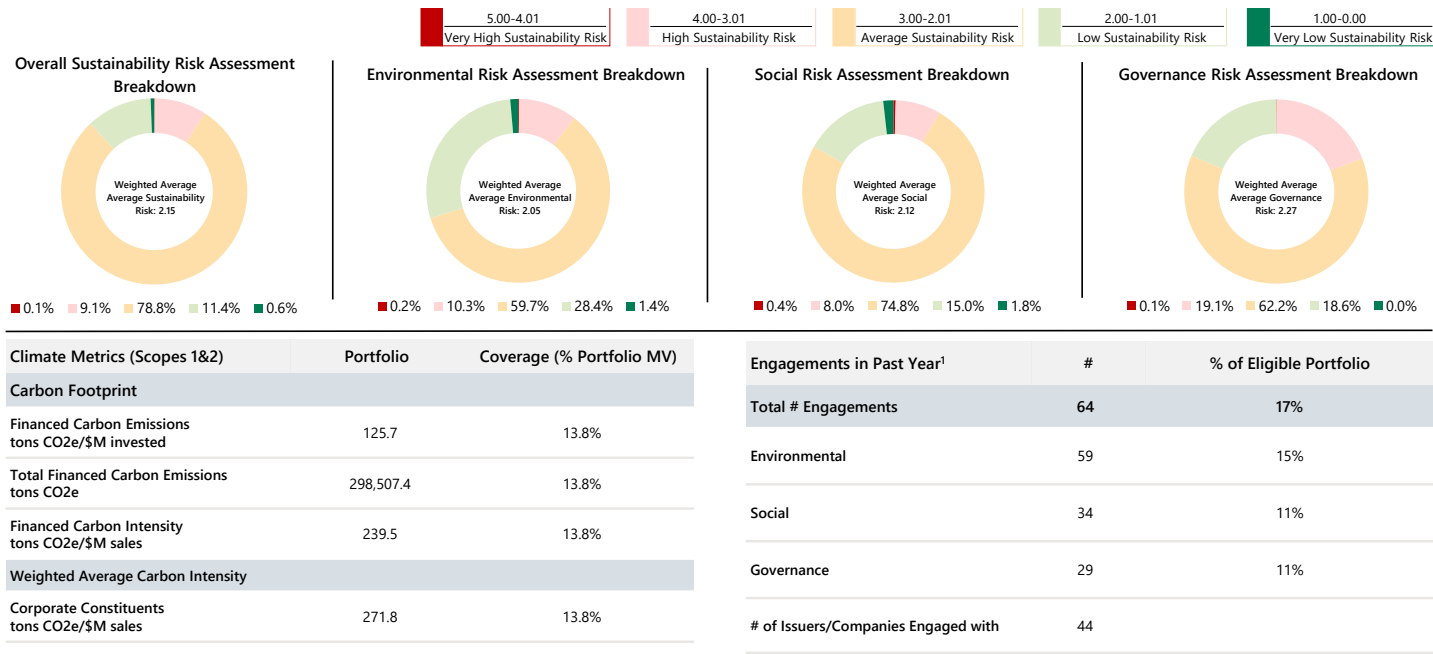 5.00-4.01
Very High Sustainability Risk
4.00-3.01
High Sustainability Risk
3.00-2.01
Average Sustainability Risk
2.00-1.01
Low Sustainability Risk
1.00-0.00
Very Low Sustainability Risk
Overall Sustainability Risk Assessment
Breakdown
Weighted Average
Average Sustainability
Risk: 2.15
0.1% 9.1% 78.8% 11.4% 0.6%
Environmental Risk Assessment Breakdown
Weighted Average
Average Environmental
Risk: 2.05
0.2% 10.3% 59.7% 28.4% 1.4%
Social Risk Assessment Breakdown
Weighted Average
Average Social
Risk: 2.12
0.4% 8.0% 74.8% 15.0% 1.8%
Governance Risk Assessment Breakdown
Weighted Average
Average Governance
Risk: 2.27
0.1% 19.1% 62.2% 18.6% 0.0%
Climate Metrics (Scopes 1&2) Portfolio Coverage (% Portfolio MV)
Carbon Footprint
Financed Carbon Emissions
tons CO2e/$M invested 125.7 13.8%
Total Financed Carbon Emissions
tons CO2e 298,507.4 13.8%
Financed Carbon Intensity
tons CO2e/$M sales 239.5 13.8%
Weighted Average Carbon Intensity
Corporate Constituents
tons CO2e/$M sales 271.8 13.8%
Engagements in Past Year¹ # % of Eligible Portfolio
Total # Engagements 64 17%
Environmental 59 15%
Social 34 11%
Governance 29 11%
# of Issuers/Companies Engaged with 44